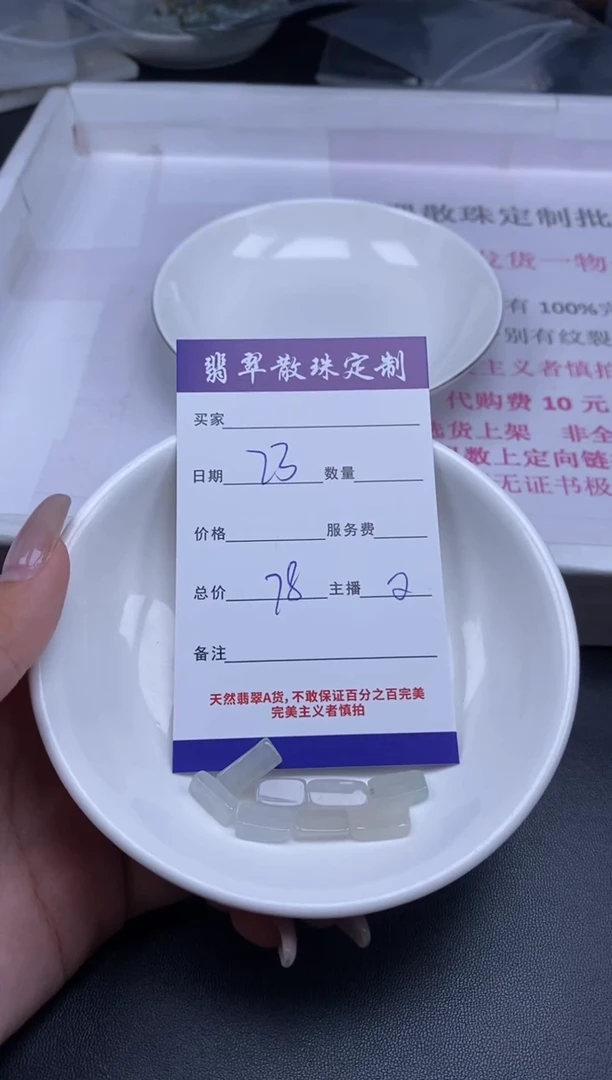 翡翠散珠定制
买家
日期 23 数量
价格 服务费
总价 78 主播 2
备注
天然翡翠A货,不敢保证百分之百完美
完美主义者慎拍
散珠定制批
发货一物
有 100%完
别有纹裂
主义者慎拍
代购费 10 元
选货上架 非全
数上定向链
无证书极